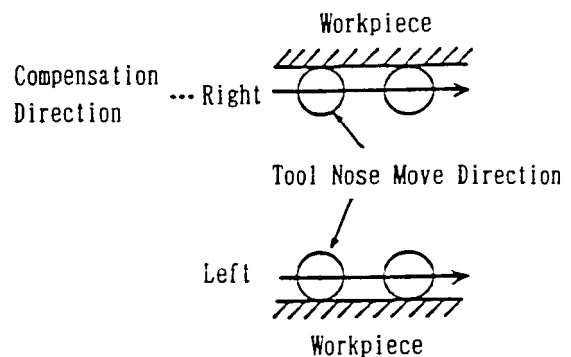 Workpiece
Compensation
Direction
... Right
Tool Nose Move Direction
Left
Workpiece